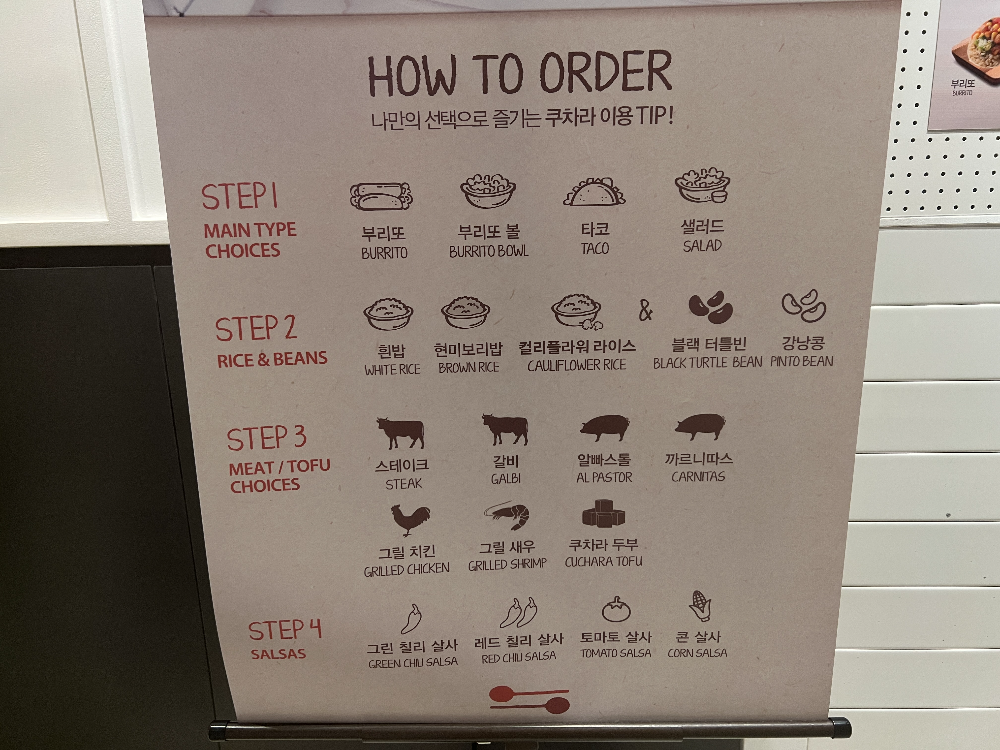 HOW TO ORDER
나만의 선택으로 즐기는 쿠차라 이용 TIP!
STEP 1
MAIN TYPE
CHOICES
부리또
BURRITO
부리또 볼
BURRITO BOWL
타코
TACO
샐러드
SALAD
STEP 2
RICE & BEANS
흰밥
WHITE RICE
현미보리밥
BROWN RICE
컬리플라워 라이스
CAULIFLOWER RICE
&
블랙 터틀빈
BLACK TURTLE BEAN
강낭콩
PINTO BEAN
STEP 3
MEAT / TOFU
CHOICES
스테이크
STEAK
갈비
GALBI
알빠스톨
AL PASTOR
까르니따스
CARNITAS
그릴 치킨
GRILLED CHICKEN
그릴 새우
GRILLED SHRIMP
쿠차라 두부
CUCHARA TOFU
STEP 4
SALSAS
그린 칠리 살사
GREEN CHILI SALSA
레드 칠리 살사
RED CHILI SALSA
토마토 살사
TOMATO SALSA
콘 살사
CORN SALSA
부리또
BURRITO